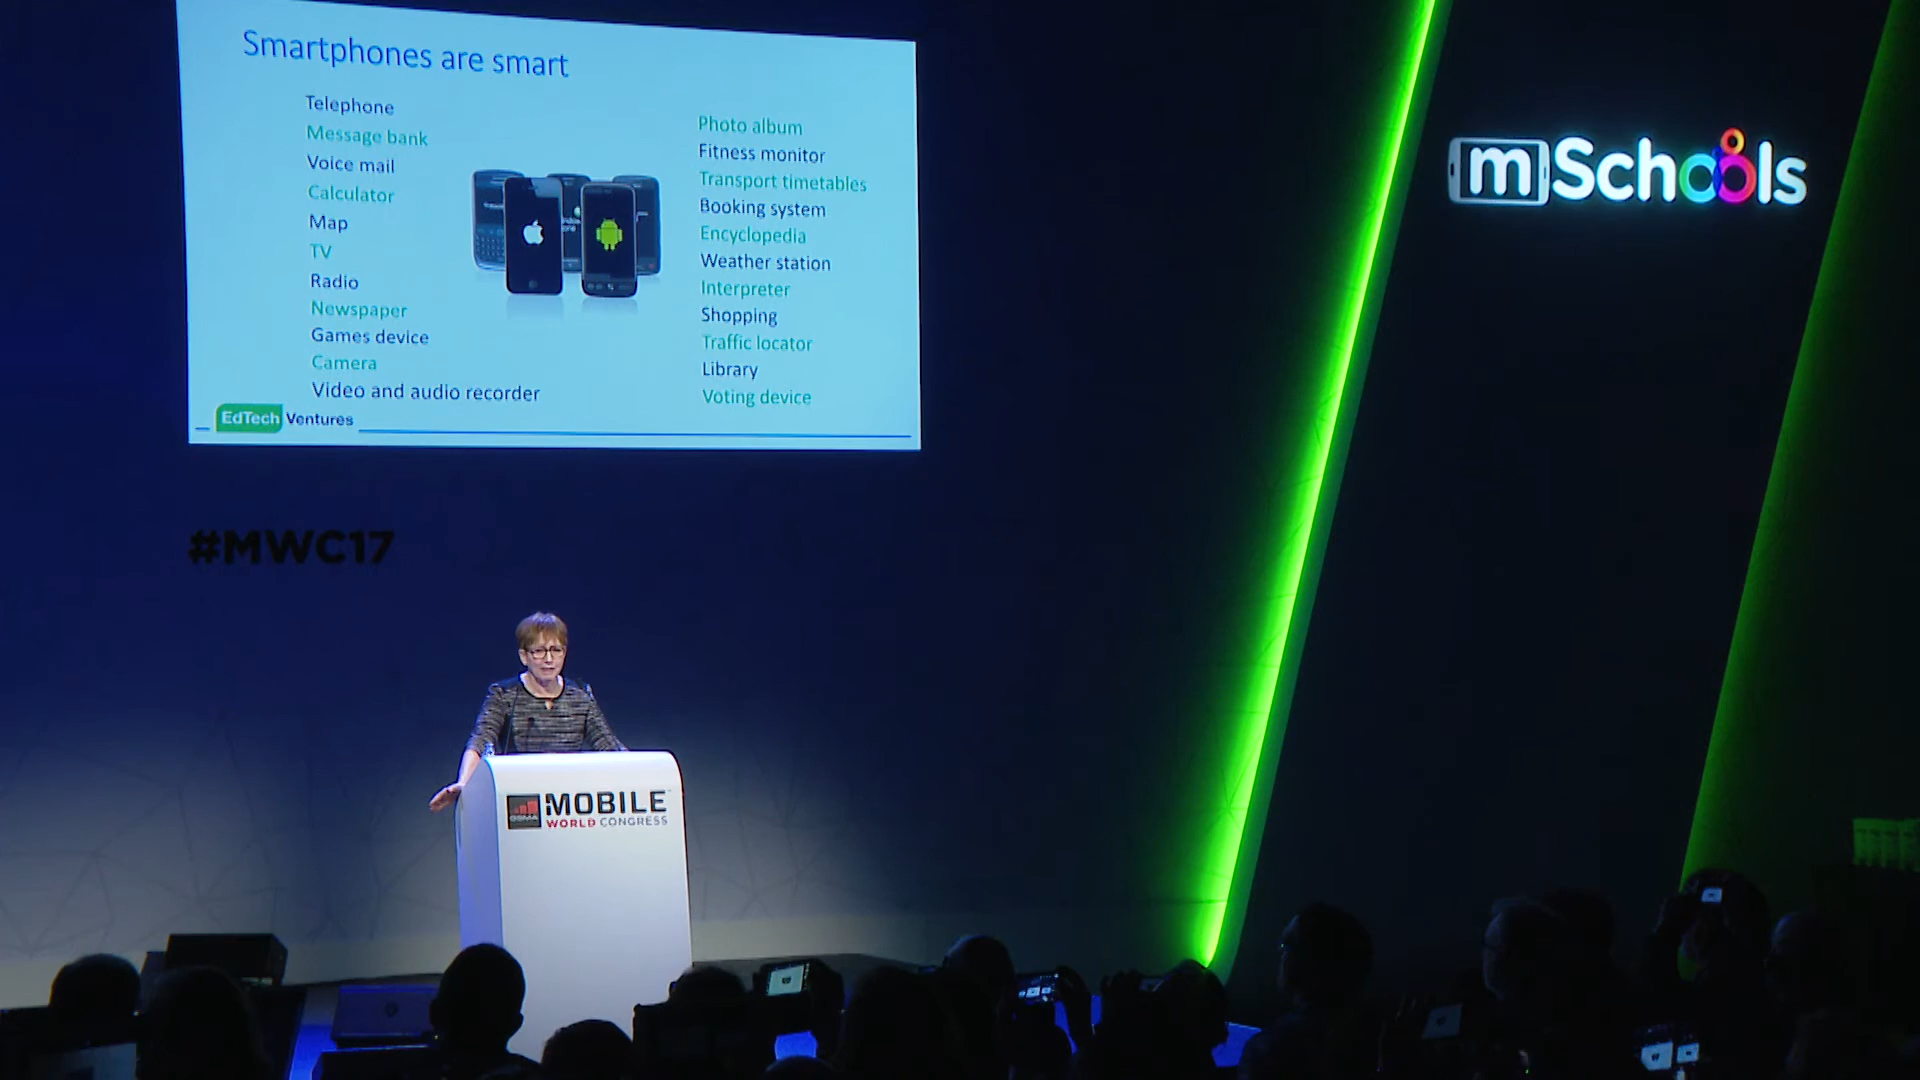 Smartphones are smart
Telephone
Message bank
Voice mail
Calculator
Map
TV
Radio
Newspaper
Games device
Camera
Video and audio recorder
Photo album
Fitness monitor
Transport timetables
Booking system
Encyclopedia
Weather station
Interpreter
Shopping
Traffic locator
Library
Voting device
EdTech Ventures
mSchools
#MWC17
GSMA
MOBILE
WORLD CONGRESS